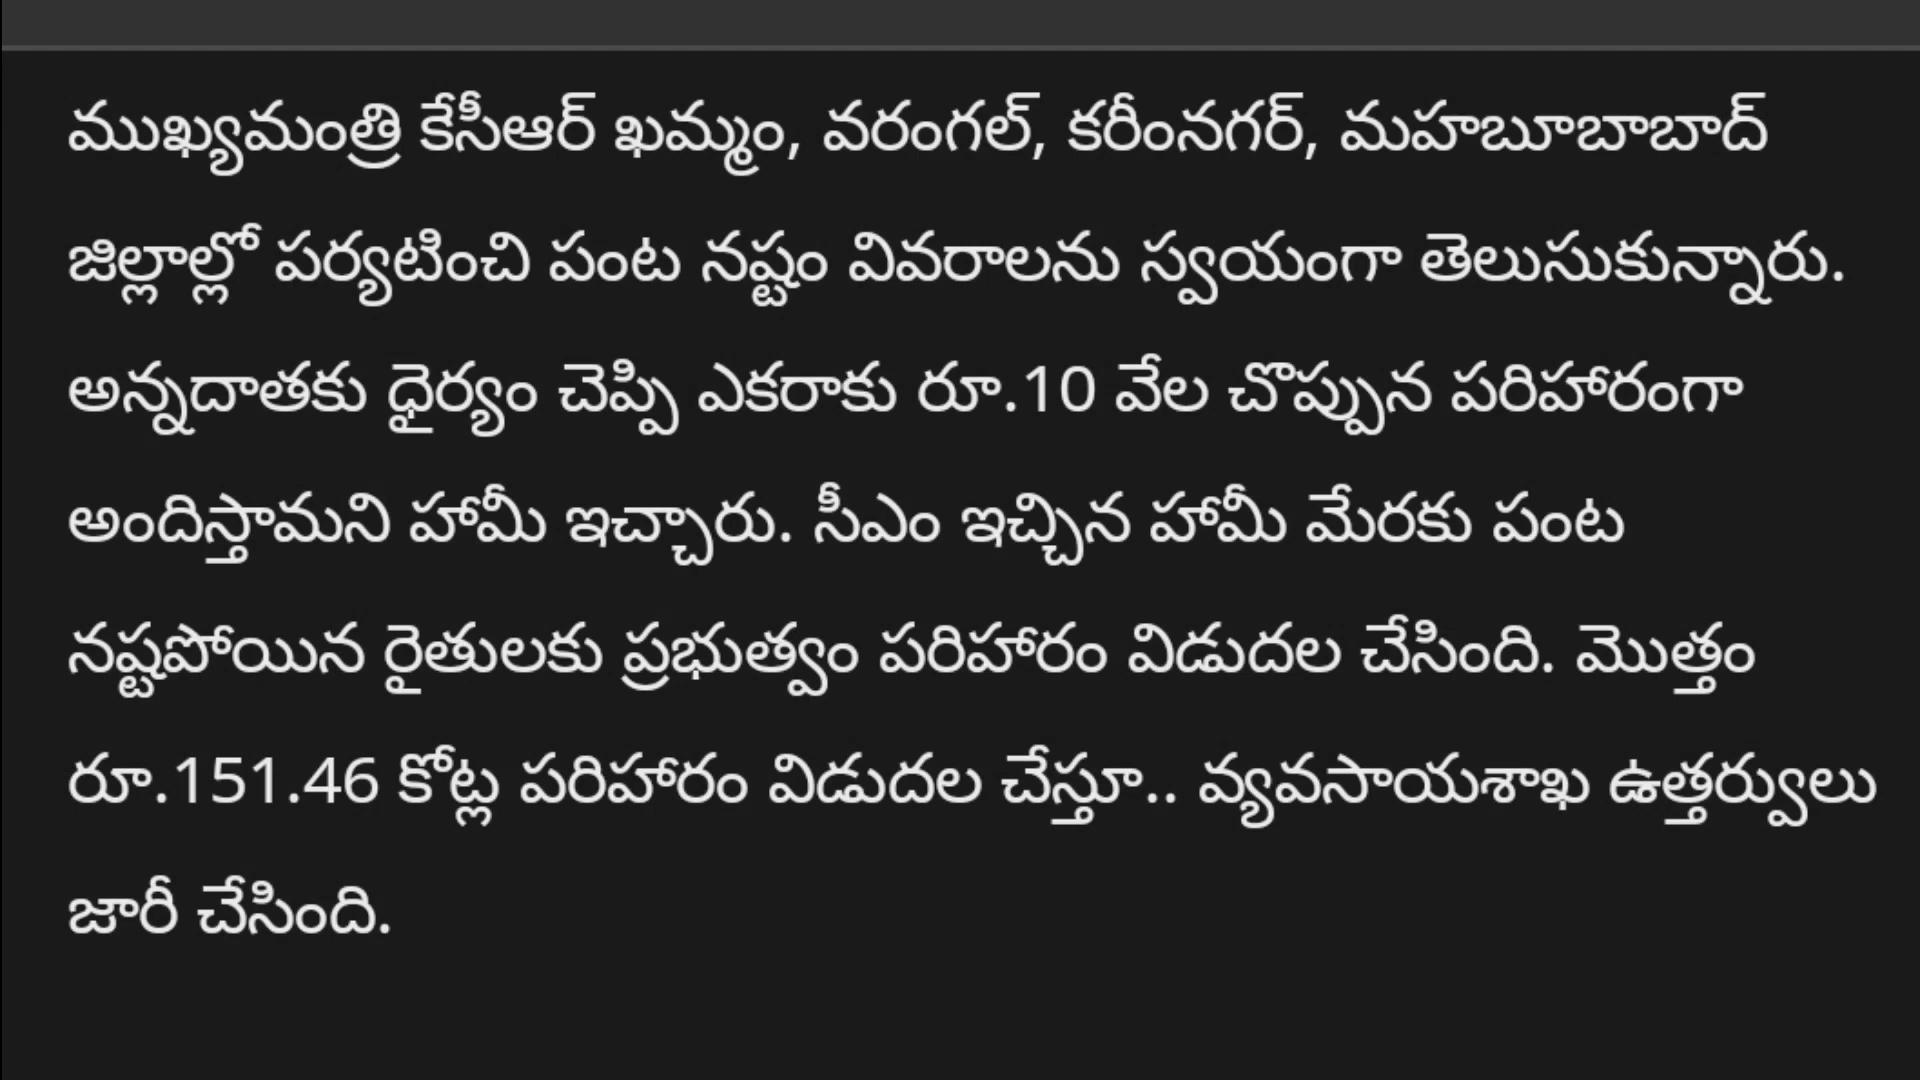 ముఖ్యమంత్రి కేసీఆర్ ఖమ్మం, వరంగల్, కరీంనగర్, మహబూబాబాద్
జిల్లాల్లో పర్యటించి పంట నష్టం వివరాలను స్వయంగా తెలుసుకున్నారు.
అన్నదాతకు ధైర్యం చెప్పి ఎకరాకు రూ.10 వేల చొప్పున పరిహారంగా
అందిస్తామని హామీ ఇచ్చారు. సీఎం ఇచ్చిన హామీ మేరకు పంట
నష్టపోయిన రైతులకు ప్రభుత్వం పరిహారం విడుదల చేసింది. మొత్తం
రూ.151.46 కోట్ల పరిహారం విడుదల చేస్తూ.. వ్యవసాయశాఖ ఉత్తర్వులు
జారీ చేసింది.